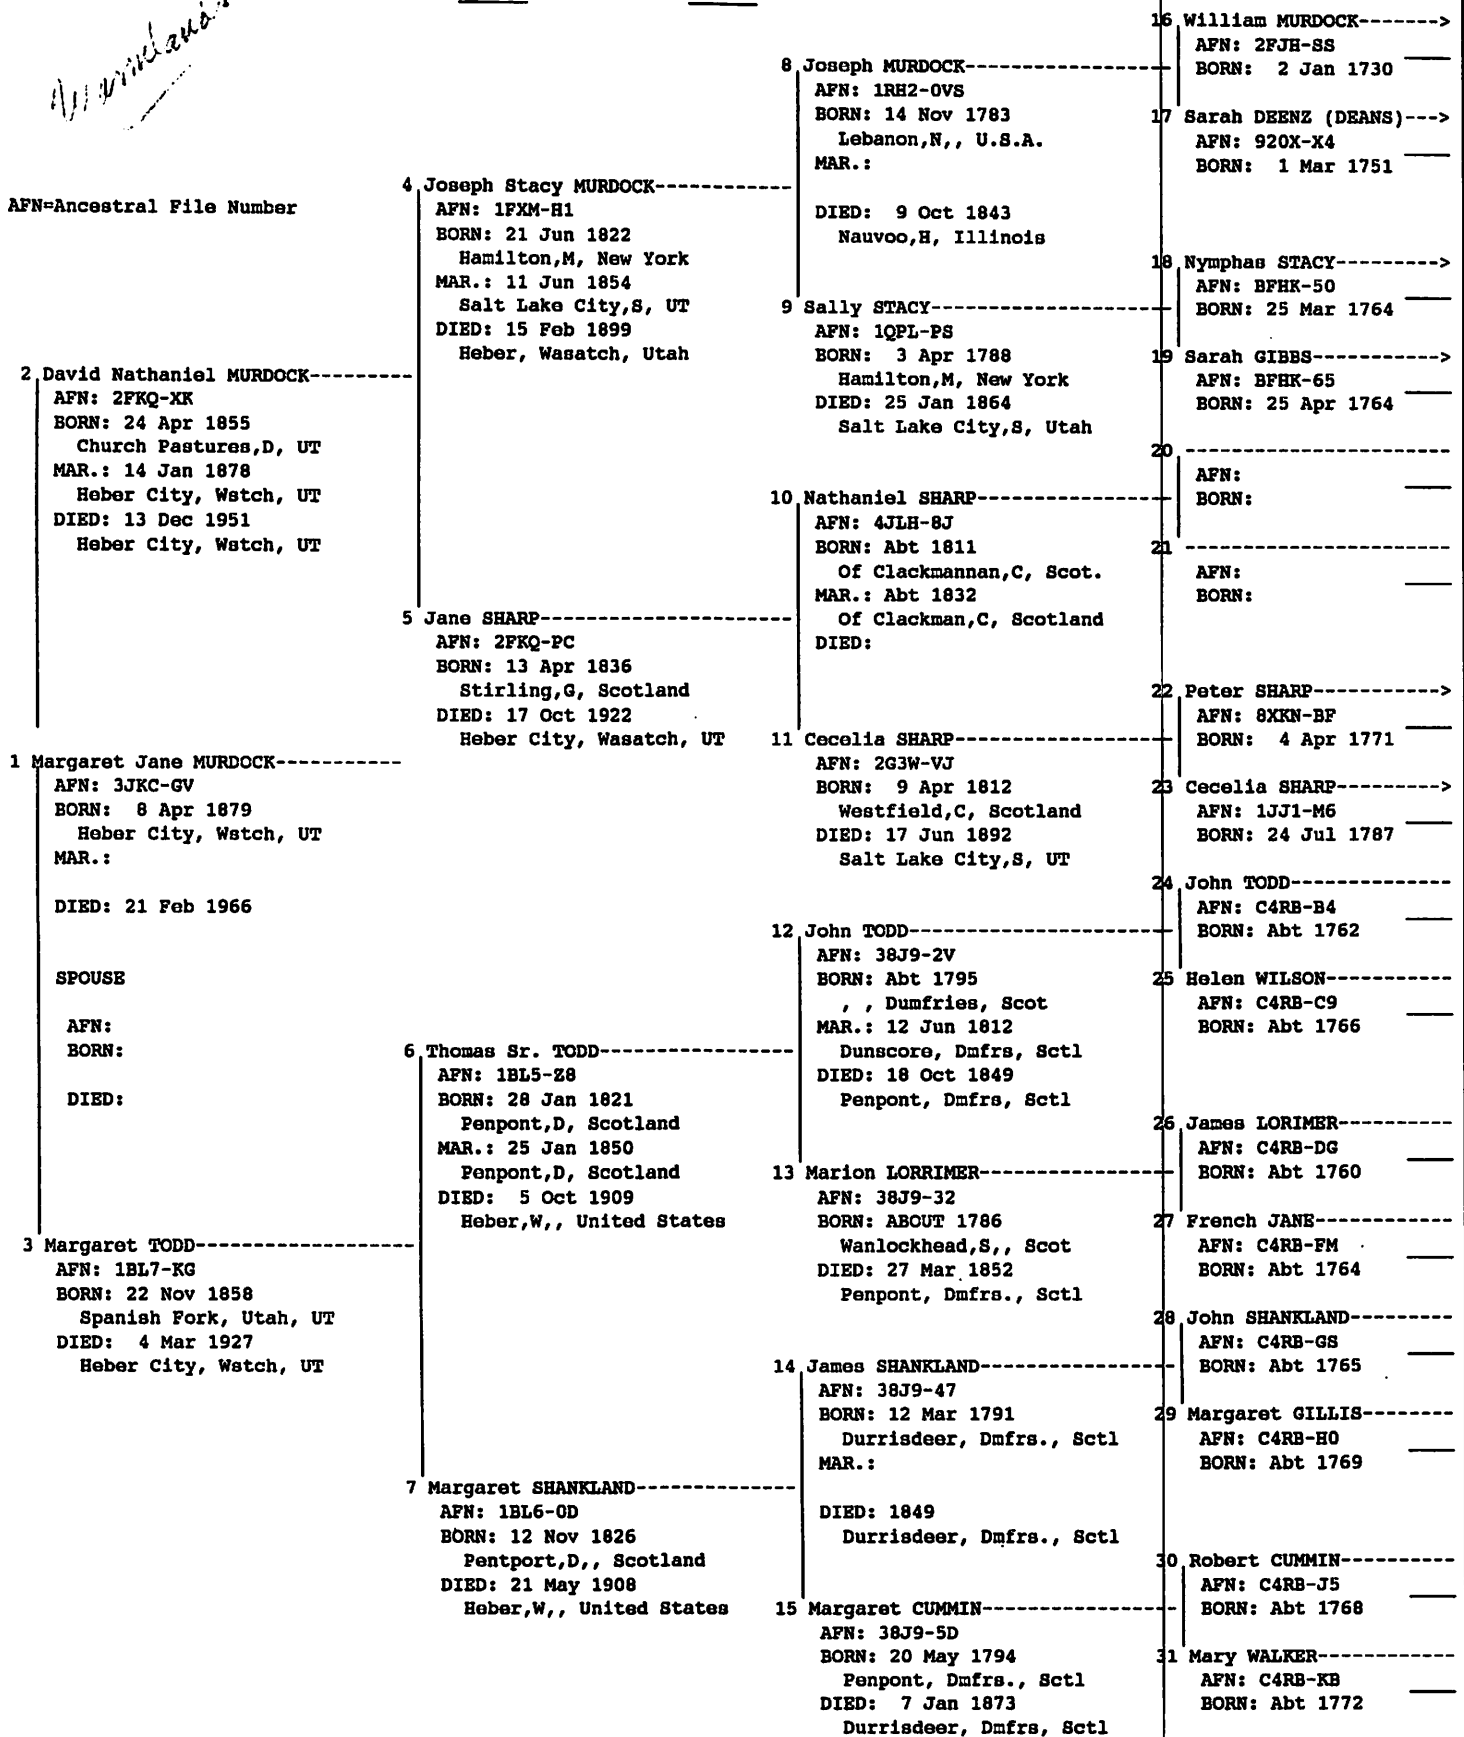 AFN=Ancestral File Number
1 Margaret Jane MURDOCK----------
AFN: 3JKC-GV
BORN:  8 Apr 1879
Heber City, Wstch, UT
MAR.:
DIED: 21 Feb 1966
SPOUSE
AFN:
BORN:
DIED:
2 David Nathaniel MURDOCK--------
AFN: 2FKQ-XK
BORN: 24 Apr 1855
Church Pastures,D, UT
MAR.: 14 Jan 1878
Heber City, Wstch, UT
DIED: 13 Dec 1951
Heber City, Wstch, UT
3 Margaret TODD------------------
AFN: 1BL7-KG
BORN: 22 Nov 1858
Spanish Fork, Utah, UT
DIED:  4 Mar 1927
Heber City, Wstch, UT
4 Joseph Stacy MURDOCK-----------
AFN: 1FXM-H1
BORN: 21 Jun 1822
Hamilton,M, New York
MAR.: 11 Jun 1854
Salt Lake City,S, UT
DIED: 15 Feb 1899
Heber, Wasatch, Utah
5 Jane SHARP---------------------
AFN: 2FKQ-PC
BORN: 13 Apr 1836
Stirling,G, Scotland
DIED: 17 Oct 1922
Heber City, Wasatch, UT
6 Thomas Sr. TODD----------------
AFN: 1BL5-Z8
BORN: 28 Jan 1821
Penpont,D, Scotland
MAR.: 25 Jan 1850
Penpont,D, Scotland
DIED:  5 Oct 1909
Heber,W,, United States
7 Margaret SHANKLAND-------------
AFN: 1BL6-0D
BORN: 12 Nov 1826
Pentport,D,, Scotland
DIED: 21 May 1908
Heber,W,, United States
8 Joseph MURDOCK-----------------
AFN: 1RH2-0VS
BORN: 14 Nov 1783
Lebanon,N,, U.S.A.
MAR.:
DIED:  9 Oct 1843
Nauvoo,H, Illinois
9 Sally STACY--------------------
AFN: 1QPL-PS
BORN:  3 Apr 1788
Hamilton,M, New York
DIED: 25 Jan 1864
Salt Lake City,S, Utah
10 Nathaniel SHARP----------------
AFN: 4JLH-8J
BORN: Abt 1811
Of Clackmannan,C, Scot.
MAR.: Abt 1832
Of Clackman,C, Scotland
DIED:
11 Cecelia SHARP------------------
AFN: 2G3W-VJ
BORN:  9 Apr 1812
Westfield,C, Scotland
DIED: 17 Jun 1892
Salt Lake City,S, UT
12 John TODD----------------------
AFN: 38J9-2V
BORN: Abt 1795
, , Dumfries, Scot
MAR.: 12 Jun 1812
Dunscore, Dmfrs, Sctl
DIED: 18 Oct 1849
Penpont, Dmfrs, Sctl
13 Marion LORRIMER----------------
AFN: 38J9-32
BORN: ABOUT 1786
Wanlockhead,S,, Scot
DIED: 27 Mar 1852
Penpont, Dmfrs., Sctl
14 James SHANKLAND----------------
AFN: 38J9-47
BORN: 12 Mar 1791
Durrisdeer, Dmfrs., Sctl
MAR.:
DIED: 1849
Durrisdeer, Dmfrs., Sctl
15 Margaret CUMMIN----------------
AFN: 38J9-5D
BORN: 20 May 1794
Penpont, Dmfrs., Sctl
DIED:  7 Jan 1873
Durrisdeer, Dmfrs, Sctl
16 William MURDOCK------->
AFN: 2FJH-SS
BORN:  2 Jan 1730
17 Sarah DEENZ (DEANS)--->
AFN: 920X-X4
BORN:  1 Mar 1751
18 Nymphas STACY--------->
AFN: BFHK-50
BORN: 25 Mar 1764
19 Sarah GIBBS----------->
AFN: BFHK-65
BORN: 25 Apr 1764
20 ----------------------
AFN:
BORN:
21 ----------------------
AFN:
BORN:
22 Peter SHARP----------->
AFN: 8XKN-BF
BORN:  4 Apr 1771
23 Cecelia SHARP--------->
AFN: 1JJ1-M6
BORN: 24 Jul 1787
24 John TODD-------------
AFN: C4RB-B4
BORN: Abt 1762
25 Helen WILSON----------
AFN: C4RB-C9
BORN: Abt 1766
26 James LORIMER---------
AFN: C4RB-DG
BORN: Abt 1760
27 French JANE-----------
AFN: C4RB-FM
BORN: Abt 1764
28 John SHANKLAND--------
AFN: C4RB-GS
BORN: Abt 1765
29 Margaret GILLIS-------
AFN: C4RB-H0
BORN: Abt 1769
30 Robert CUMMIN---------
AFN: C4RB-J5
BORN: Abt 1768
31 Mary WALKER-----------
AFN: C4RB-KB
BORN: Abt 1772